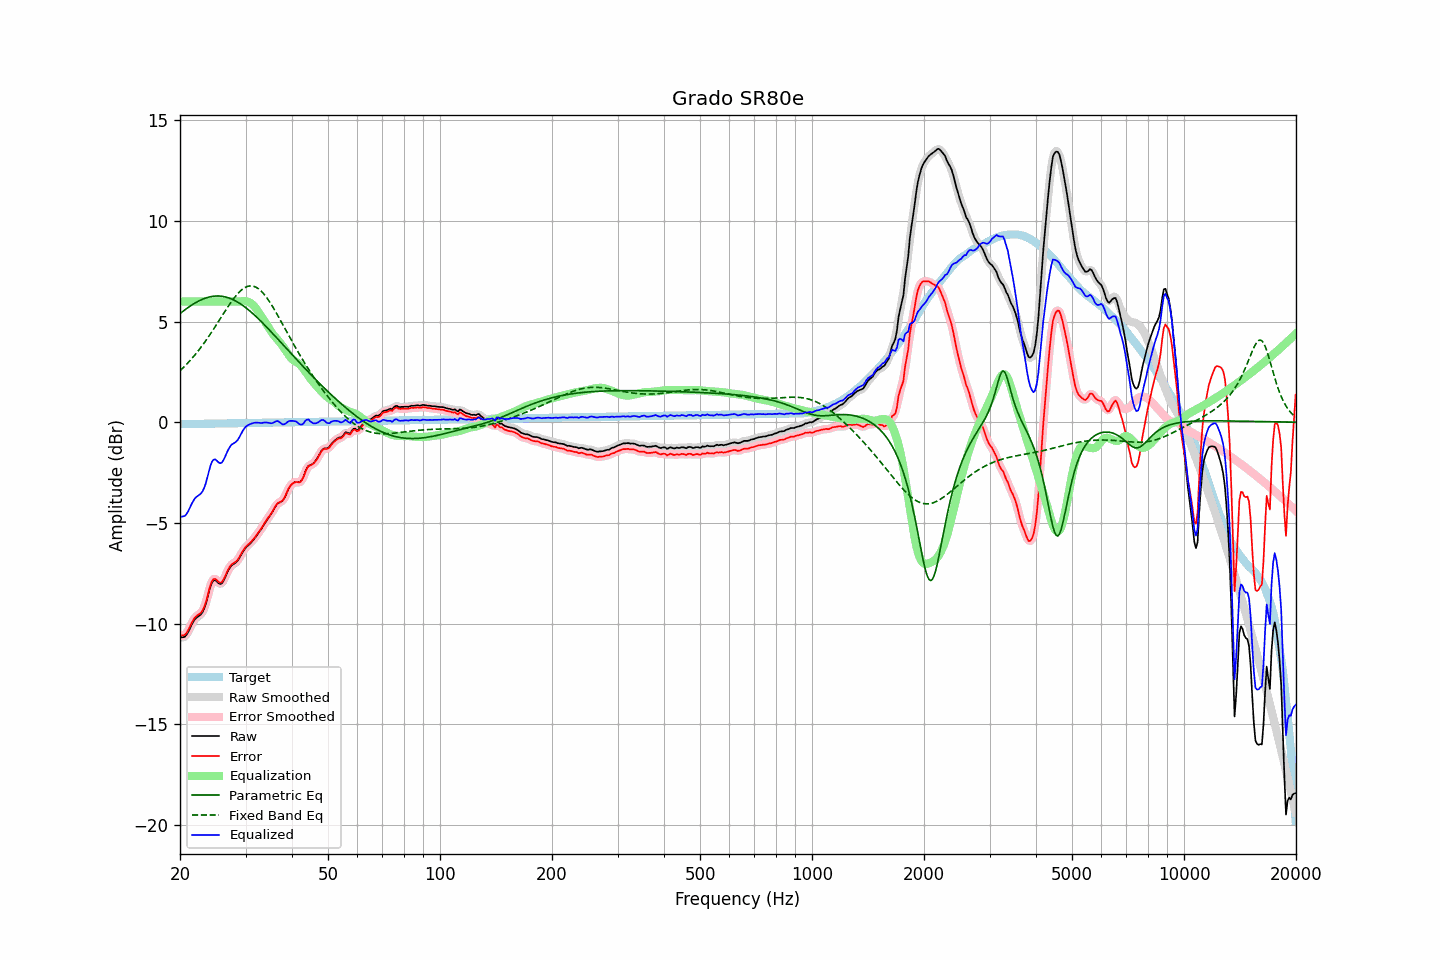 Grado SR80e
15
10
5
0
−5
−10
−15
−20
Amplitude (dBr)
Target
Raw Smoothed
Error Smoothed
Raw
Error
Equalization
Parametric Eq
Fixed Band Eq
Equalized
20 50 100 200 500 1000 2000 5000 10000 20000
Frequency (Hz)